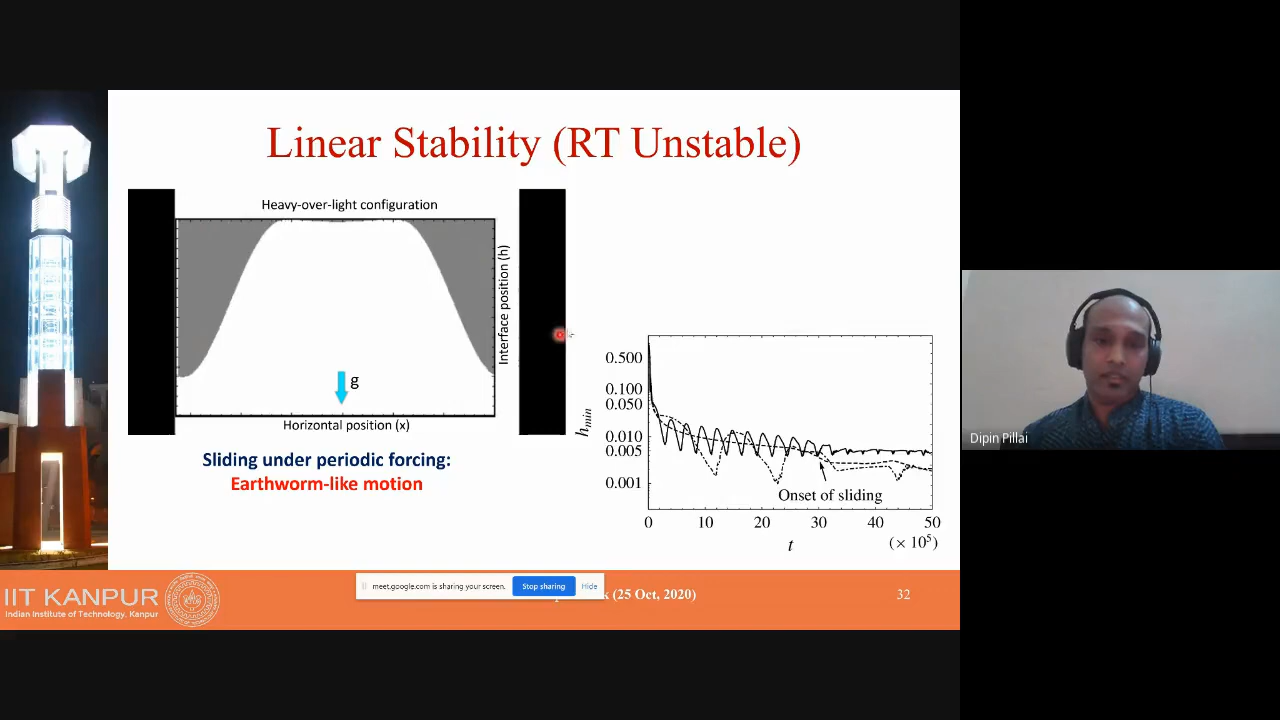 Linear Stability (RT Unstable)
Heavy-over-light configuration
Interface position (h)
g
Horizontal position (x)
Sliding under periodic forcing:
Earthworm-like motion
h_min
0.500
0.100
0.050
0.010
0.005
0.001
Onset of sliding
0 10 20 30 40 50
t
(× 10⁵)
Dipin Pillai
meet.google.com is sharing your screen.
Stop sharing
Hide
(25 Oct, 2020)
32
IIT KANPUR
Indian Institute of Technology, Kanpur